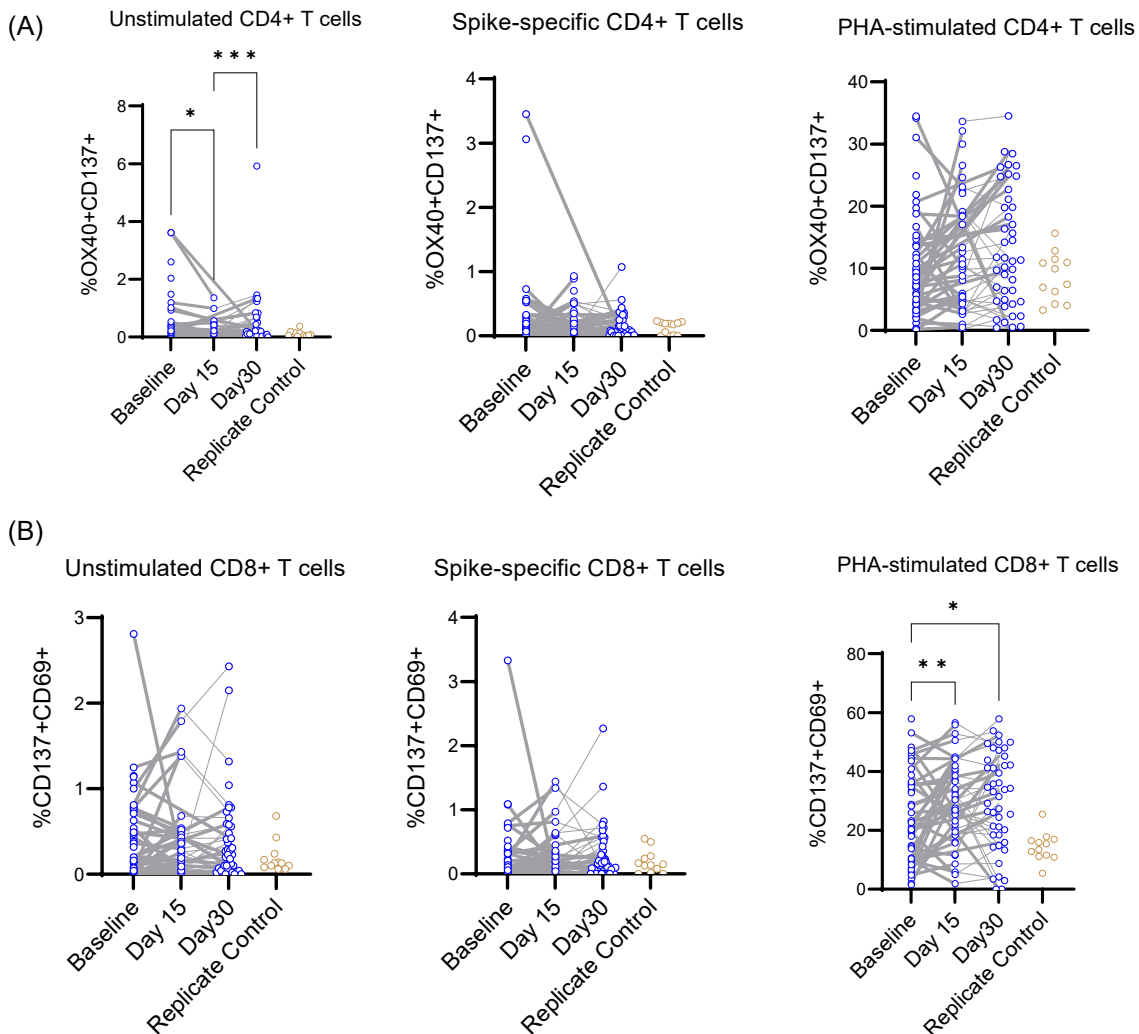 (A)
Unstimulated CD4+ T cells
Spike-specific CD4+ T cells
PHA-stimulated CD4+ T cells
%OX40+CD137+
8
6
4
2
0
*
***
Baseline
Day 15
Day30
Replicate Control
%OX40+CD137+
4
3
2
1
0
Baseline
Day 15
Day30
Replicate Control
%OX40+CD137+
40
30
20
10
0
Baseline
Day 15
Day30
Replicate Control
(B)
Unstimulated CD8+ T cells
Spike-specific CD8+ T cells
PHA-stimulated CD8+ T cells
%CD137+CD69+
3
2
1
0
Baseline
Day 15
Day30
Replicate Control
%CD137+CD69+
4
3
2
1
0
Baseline
Day 15
Day30
Replicate Control
%CD137+CD69+
80
60
40
20
0
*
**
Baseline
Day 15
Day30
Replicate Control